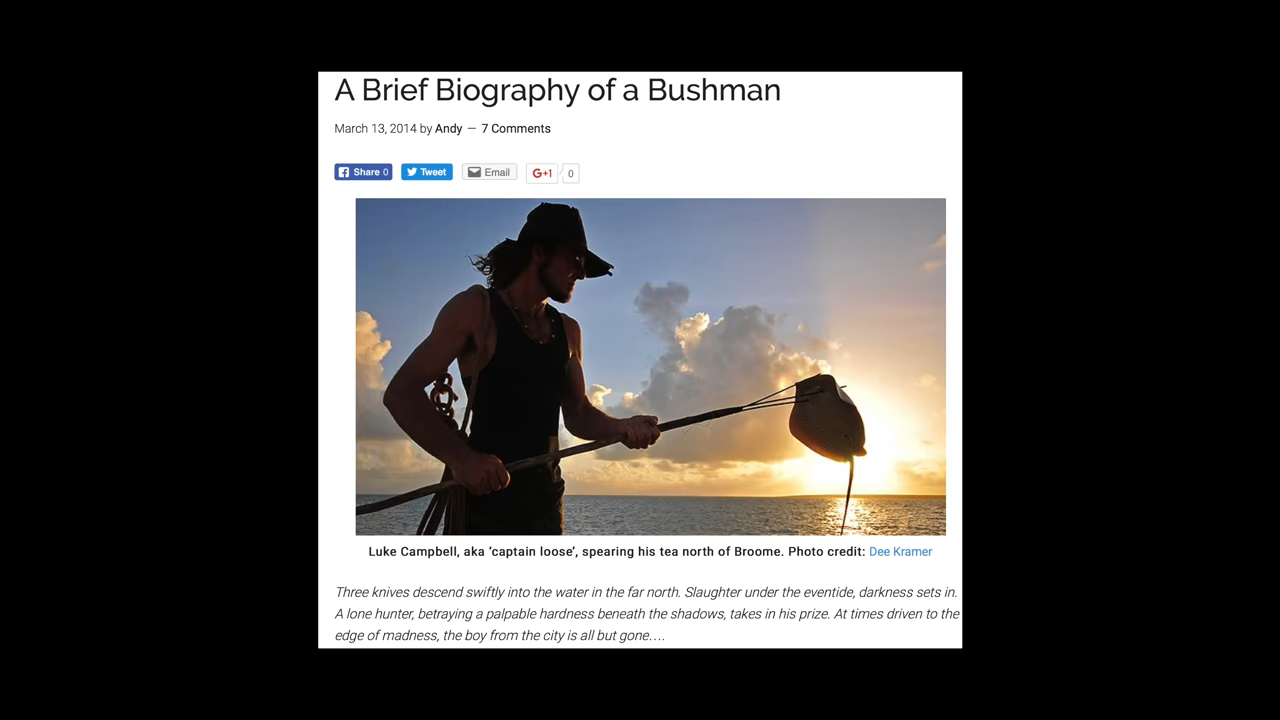 A Brief Biography of a Bushman
March 13, 2014 by Andy — 7 Comments
Share 0 Tweet Email G+1 0
Luke Campbell, aka ‘captain loose’, spearing his tea north of Broome. Photo credit: Dee Kramer
Three knives descend swiftly into the water in the far north. Slaughter under the eventide, darkness sets in.
A lone hunter, betraying a palpable hardness beneath the shadows, takes in his prize. At times driven to the
edge of madness, the boy from the city is all but gone….